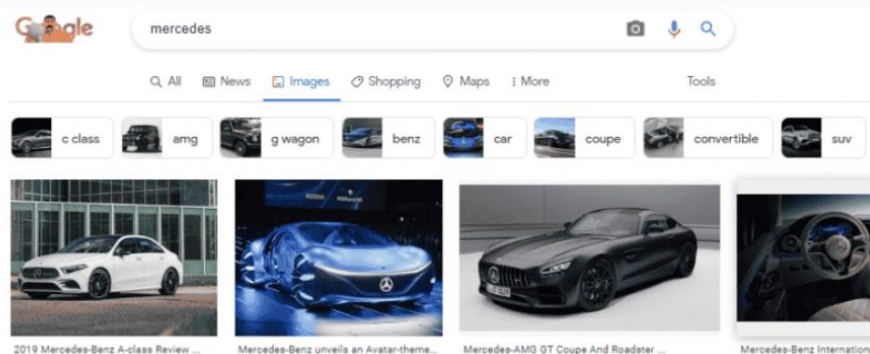 Google
mercedes
All News Images Shopping Maps More Tools
c class amg g wagon benz car coupe convertible suv
2019 Mercedes-Benz A-class Review ... Mercedes-Benz unveils an Avatar-theme... Mercedes-AMG GT Coupe And Roadster ... Mercedes-Benz Internation